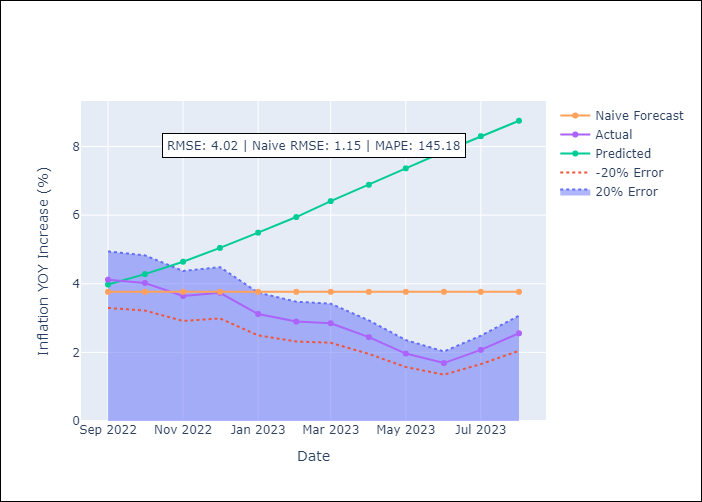 RMSE: 4.02 | Naive RMSE: 1.15 | MAPE: 145.18
Naive Forecast
Actual
Predicted
-20% Error
20% Error
Inflation YOY Increase (%)
8
6
4
2
0
Sep 2022 Nov 2022 Jan 2023 Mar 2023 May 2023 Jul 2023
Date